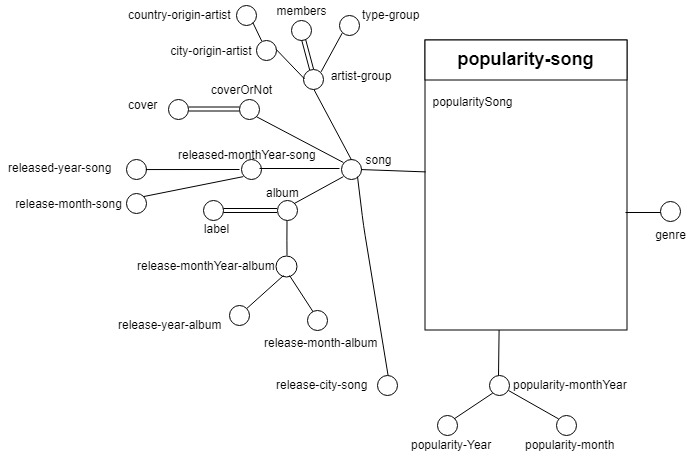 members
country-origin-artist
type-group
city-origin-artist
popularity-song
artist-group
coverOrNot
cover
popularitySong
released-monthYear-song
song
released-year-song
album
release-month-song
label
genre
release-monthYear-album
release-year-album
release-month-album
release-city-song
popularity-monthYear
popularity-Year
popularity-month